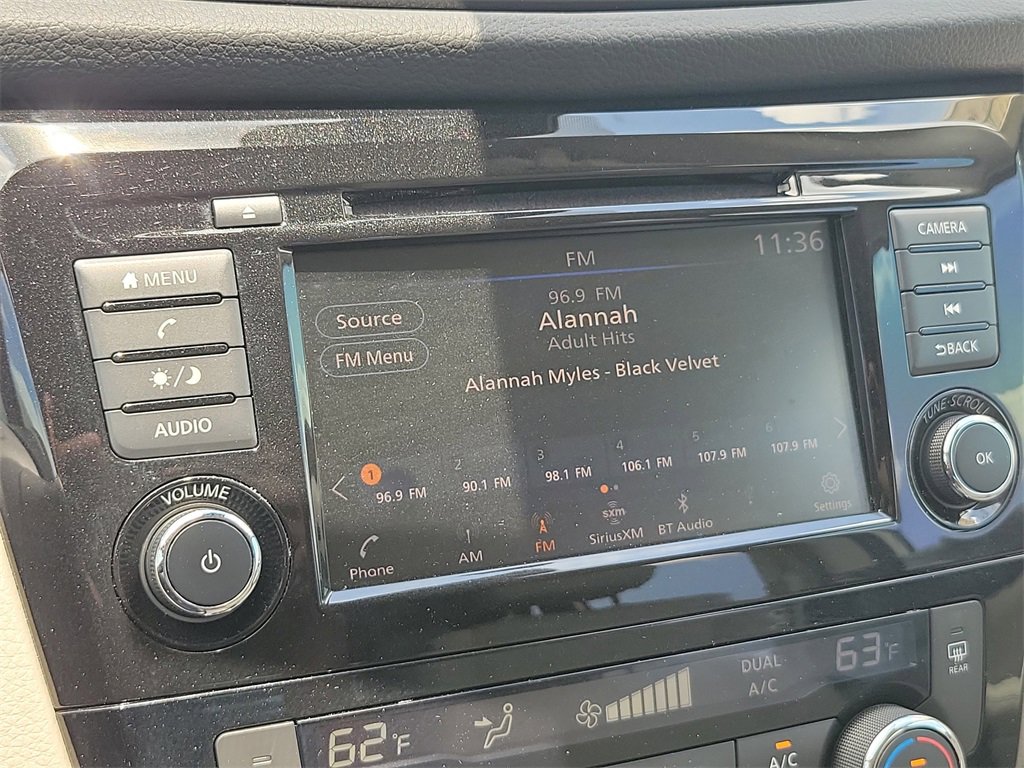 MENU
AUDIO
VOLUME
FM
11:36
Source
FM Menu
96.9 FM
Alannah
Adult Hits
Alannah Myles - Black Velvet
1 2 3 4 5 6
96.9 FM 90.1 FM 98.1 FM 106.1 FM 107.9 FM 107.9 FM
Phone AM FM sxm SiriusXM BT Audio Settings
CAMERA
BACK
TUNE·SCROLL
OK
62°F
DUAL
A/C
63°F
REAR
A/C